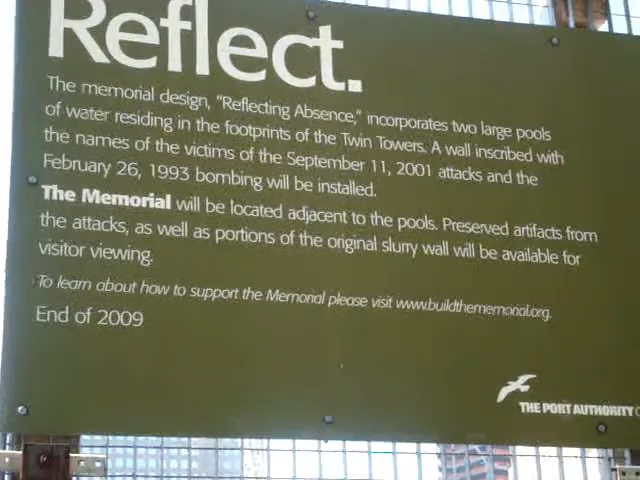 Reflect.
The memorial design, "Reflecting Absence," incorporates two large pools
of water residing in the footprints of the Twin Towers. A wall inscribed with
the names of the victims of the September 11, 2001 attacks and the
February 26, 1993 bombing will be installed.
The Memorial will be located adjacent to the pools. Preserved artifacts from
the attacks, as well as portions of the original slurry wall will be available for
visitor viewing.
To learn about how to support the Memorial please visit www.buildthememorial.org.
End of 2009
THE PORT AUTHORITY